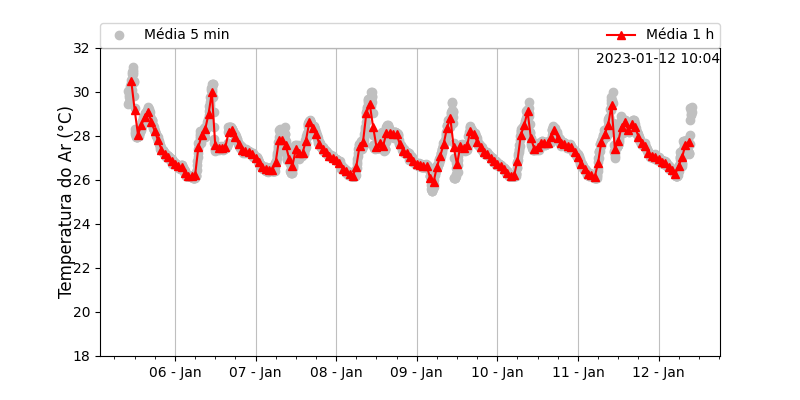 Média 5 min
Média 1 h
2023-01-12 10:04
Temperatura do Ar (°C)
32
30
28
26
24
22
20
18
06 - Jan
07 - Jan
08 - Jan
09 - Jan
10 - Jan
11 - Jan
12 - Jan